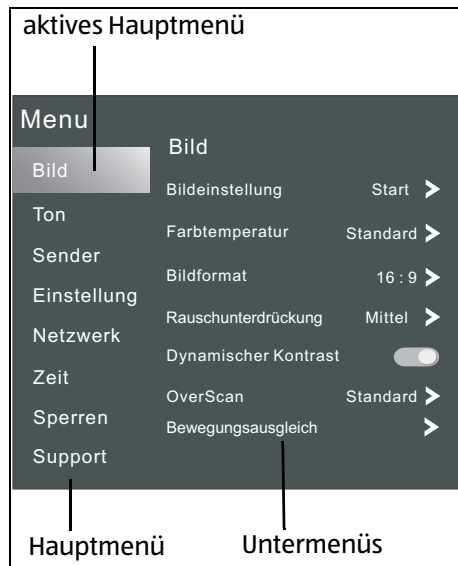 aktives Hauptmenü
Menu
Bild
Ton
Sender
Einstellung
Netzwerk
Zeit
Sperren
Support
Bild
Bildeinstellung Start
Farbtemperatur Standard
Bildformat 16 : 9
Rauschunterdrückung Mittel
Dynamischer Kontrast
OverScan Standard
Bewegungsausgleich
Hauptmenü Untermenüs